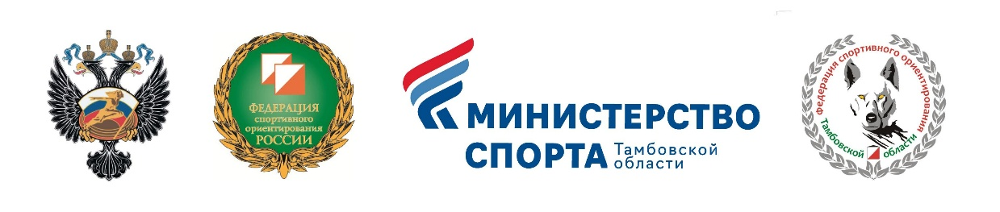 ФЕДЕРАЦИЯ
спортивного
ориентирования
РОССИИ
МИНИСТЕРСТВО
СПОРТА Тамбовской
области
Федерация спортивного ориентирования
Тамбовской области